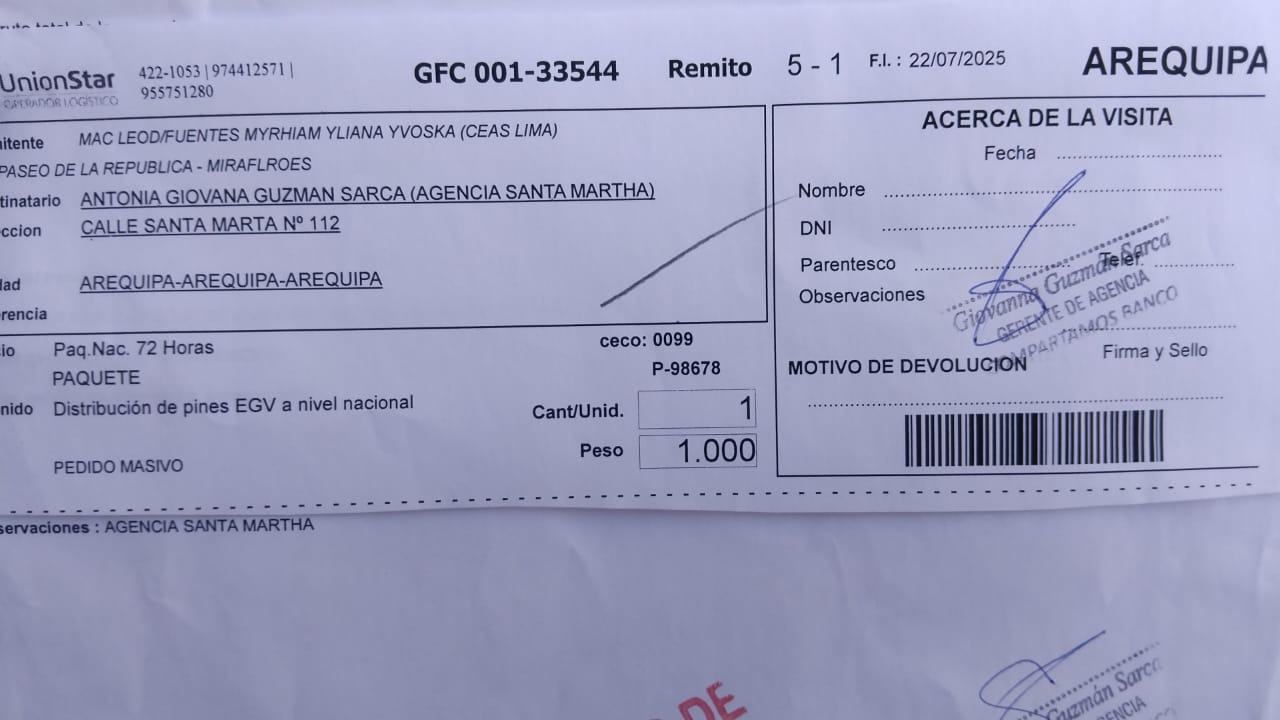 UnionStar
OPERADOR LOGÍSTICO
422-1053 | 974412571 |
955751280
GFC 001-33544
Remito 5 - 1
F.I. : 22/07/2025
AREQUIPA
itente MAC LEOD/FUENTES MYRHIAM YLIANA YVOSKA (CEAS LIMA)
PASEO DE LA REPUBLICA - MIRAFLROES
tinatario ANTONIA GIOVANA GUZMAN SARCA (AGENCIA SANTA MARTHA)
ccion CALLE SANTA MARTA Nº 112
dad AREQUIPA-AREQUIPA-AREQUIPA
rencia
io Paq.Nac. 72 Horas
PAQUETE
nido Distribución de pines EGV a nivel nacional
PEDIDO MASIVO
ceco: 0099
P-98678
Cant/Unid. 1
Peso 1.000
ACERCA DE LA VISITA
Fecha
Nombre
DNI
Parentesco Telef.
Observaciones
Giovanna Guzmán Sarca
GERENTE DE AGENCIA
COMPARTAMOS BANCO
Firma y Sello
MOTIVO DE DEVOLUCION
servaciones : AGENCIA SANTA MARTHA
Guzmán Sarca
ENCIA
DE